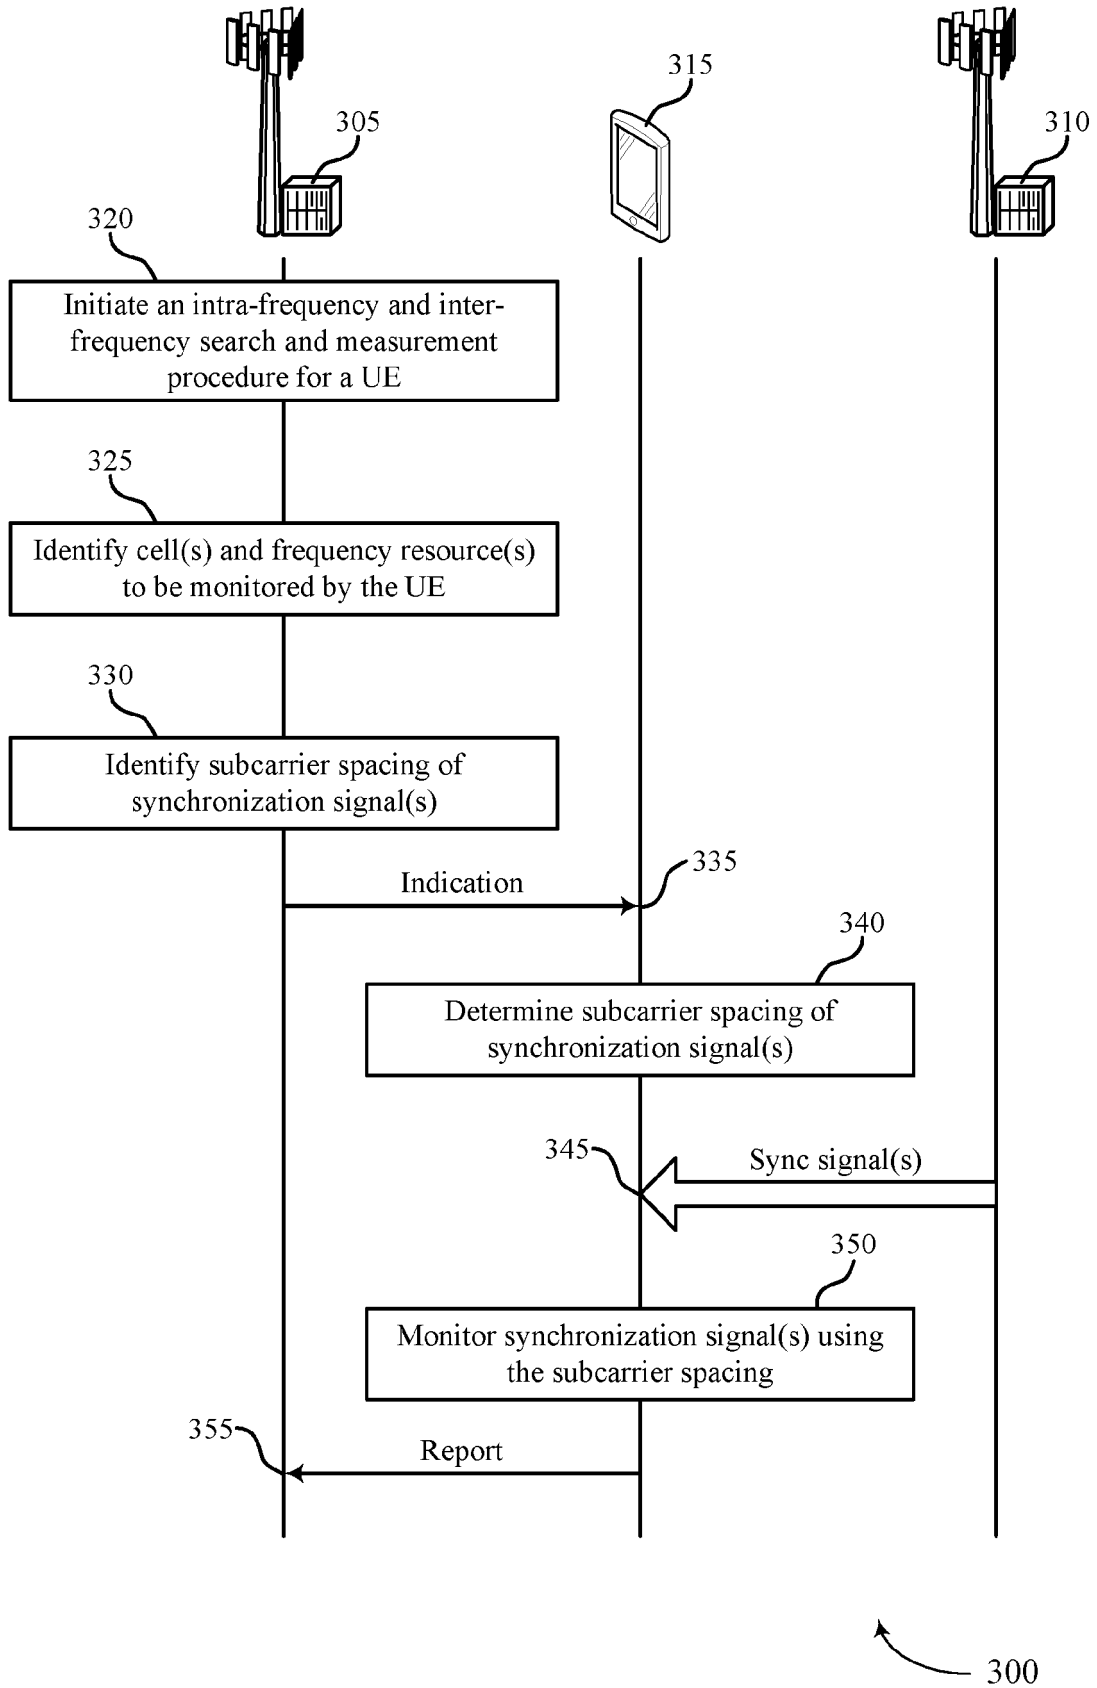 315
305
310
320
Initiate an intra-frequency and inter-
frequency search and measurement
procedure for a UE
325
Identify cell(s) and frequency resource(s)
to be monitored by the UE
330
Identify subcarrier spacing of
synchronization signal(s)
335
Indication
340
Determine subcarrier spacing of
synchronization signal(s)
345
Sync signal(s)
350
Monitor synchronization signal(s) using
the subcarrier spacing
355
Report
300